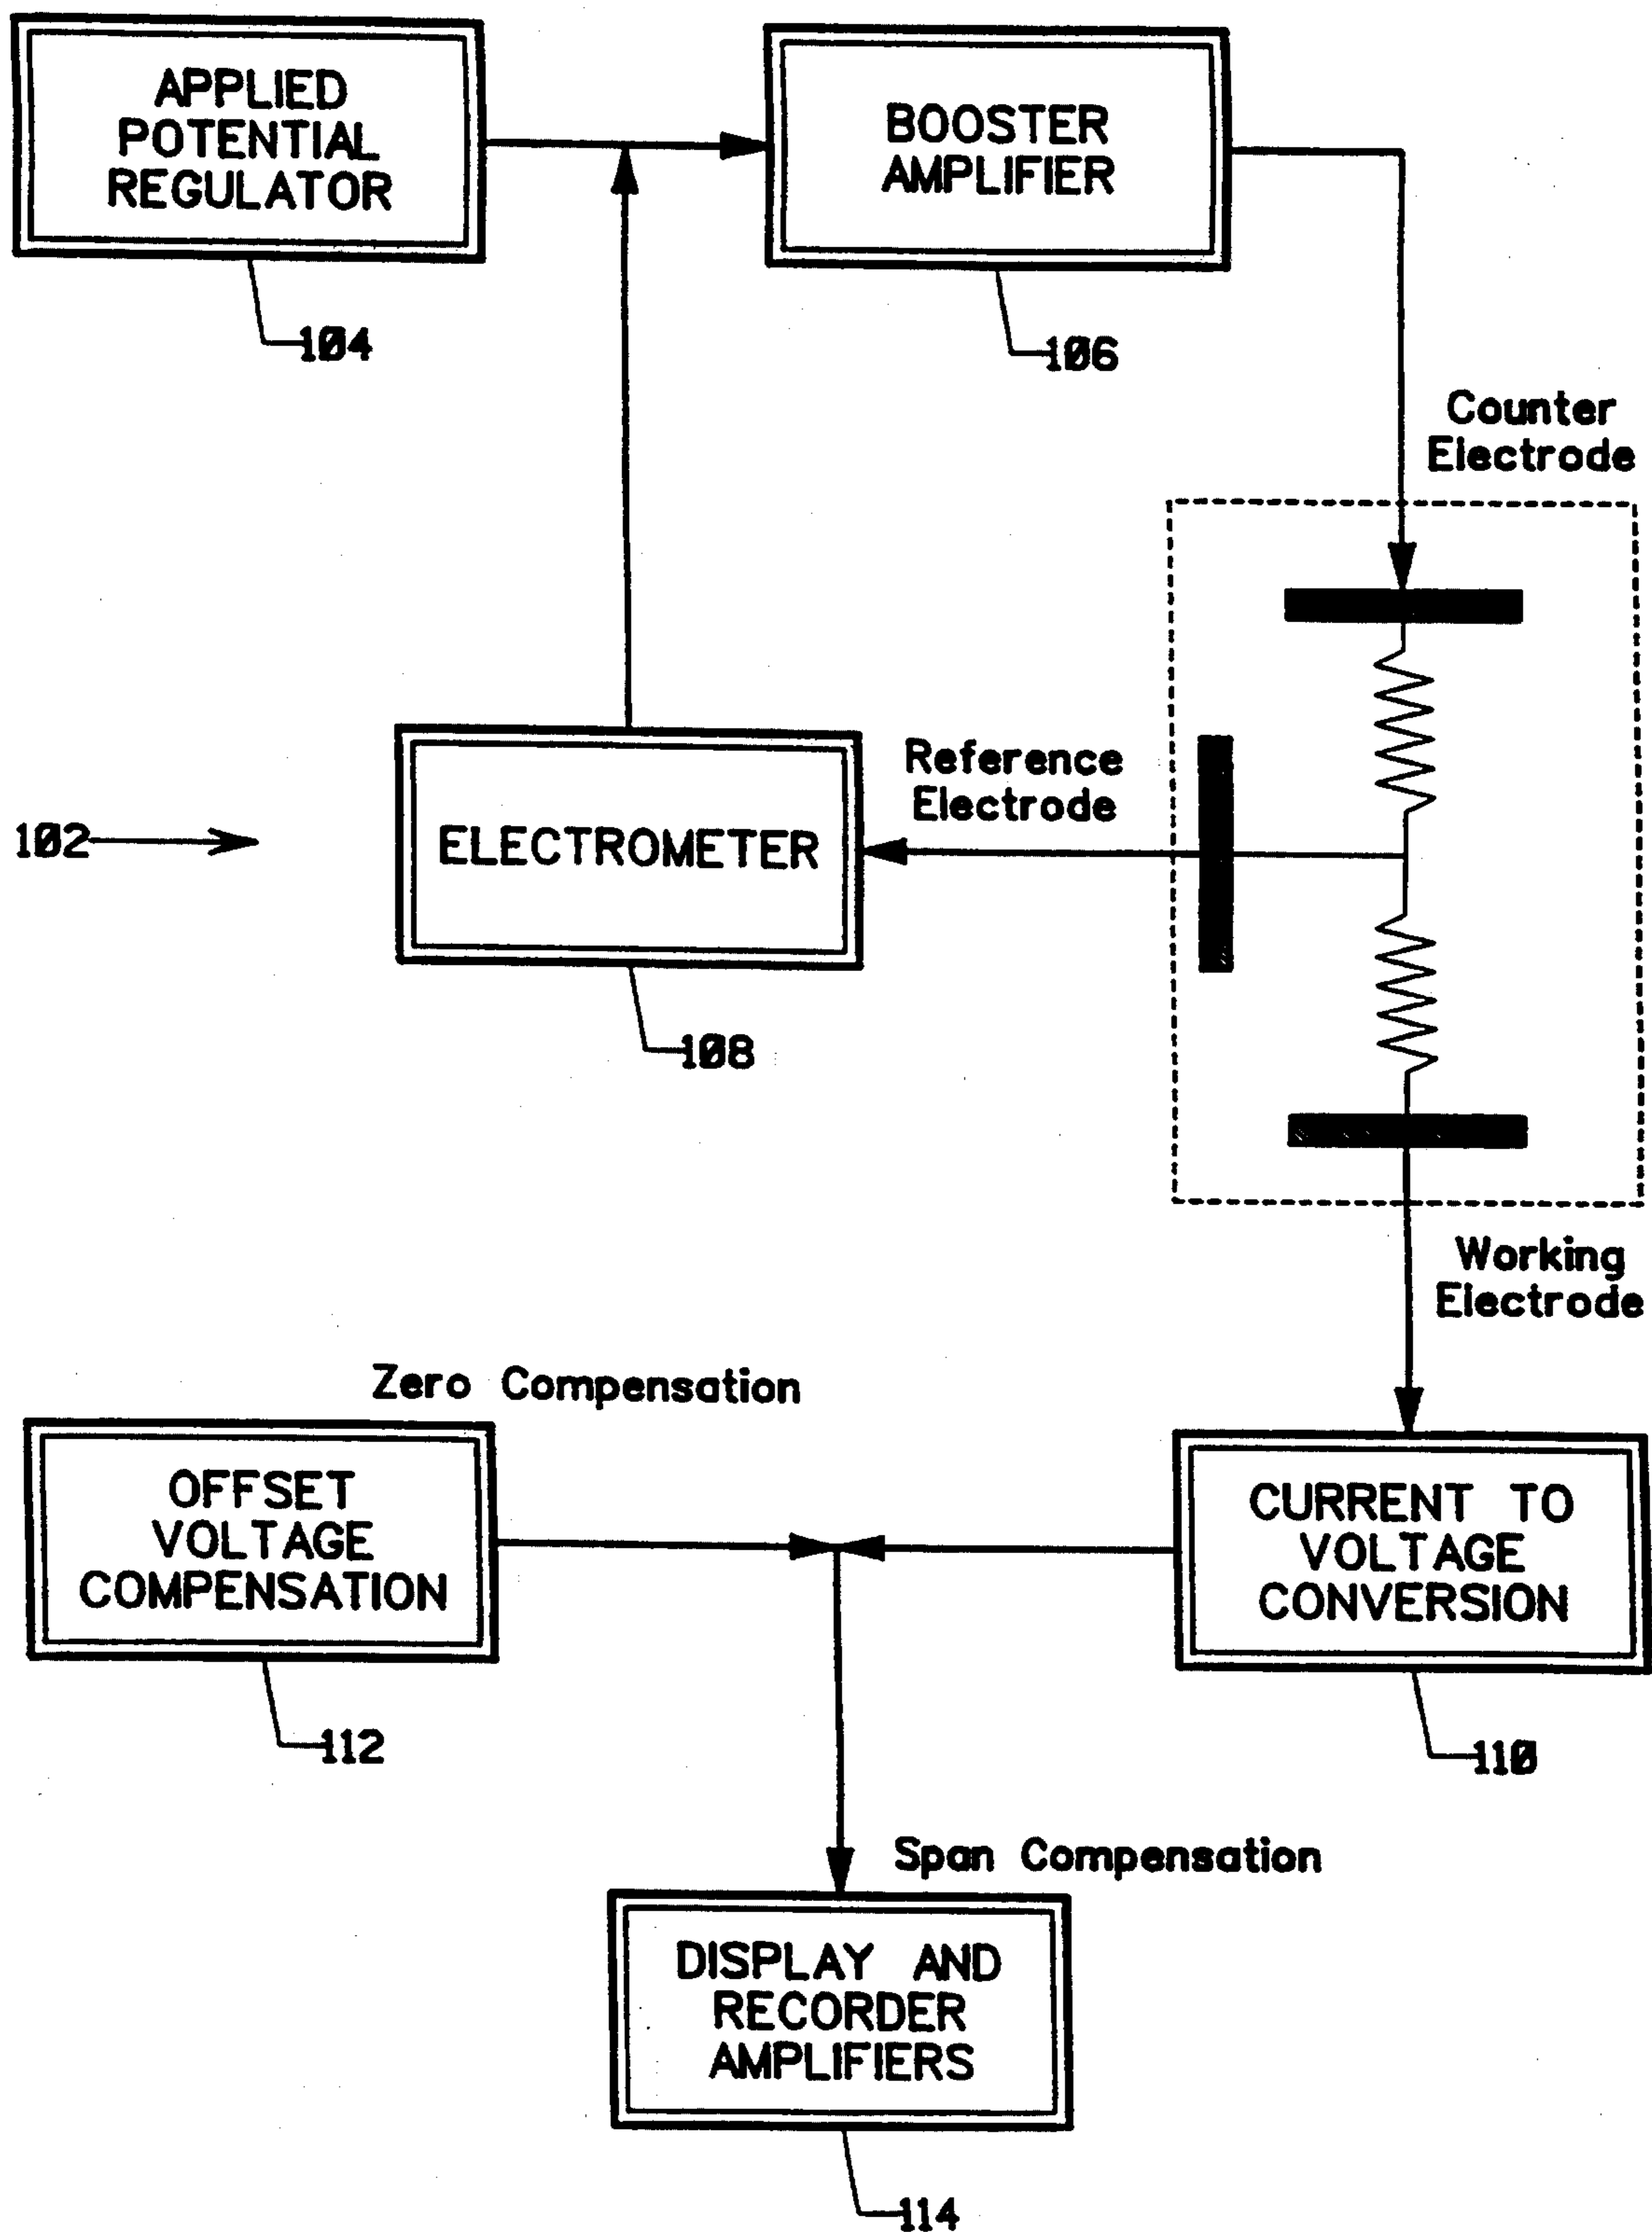 APPLIED
POTENTIAL
REGULATOR
104
BOOSTER
AMPLIFIER
106
Counter
Electrode
Reference
Electrode
ELECTROMETER
102
108
Working
Electrode
Zero Compensation
OFFSET
VOLTAGE
COMPENSATION
112
CURRENT TO
VOLTAGE
CONVERSION
110
Span Compensation
DISPLAY AND
RECORDER
AMPLIFIERS
114